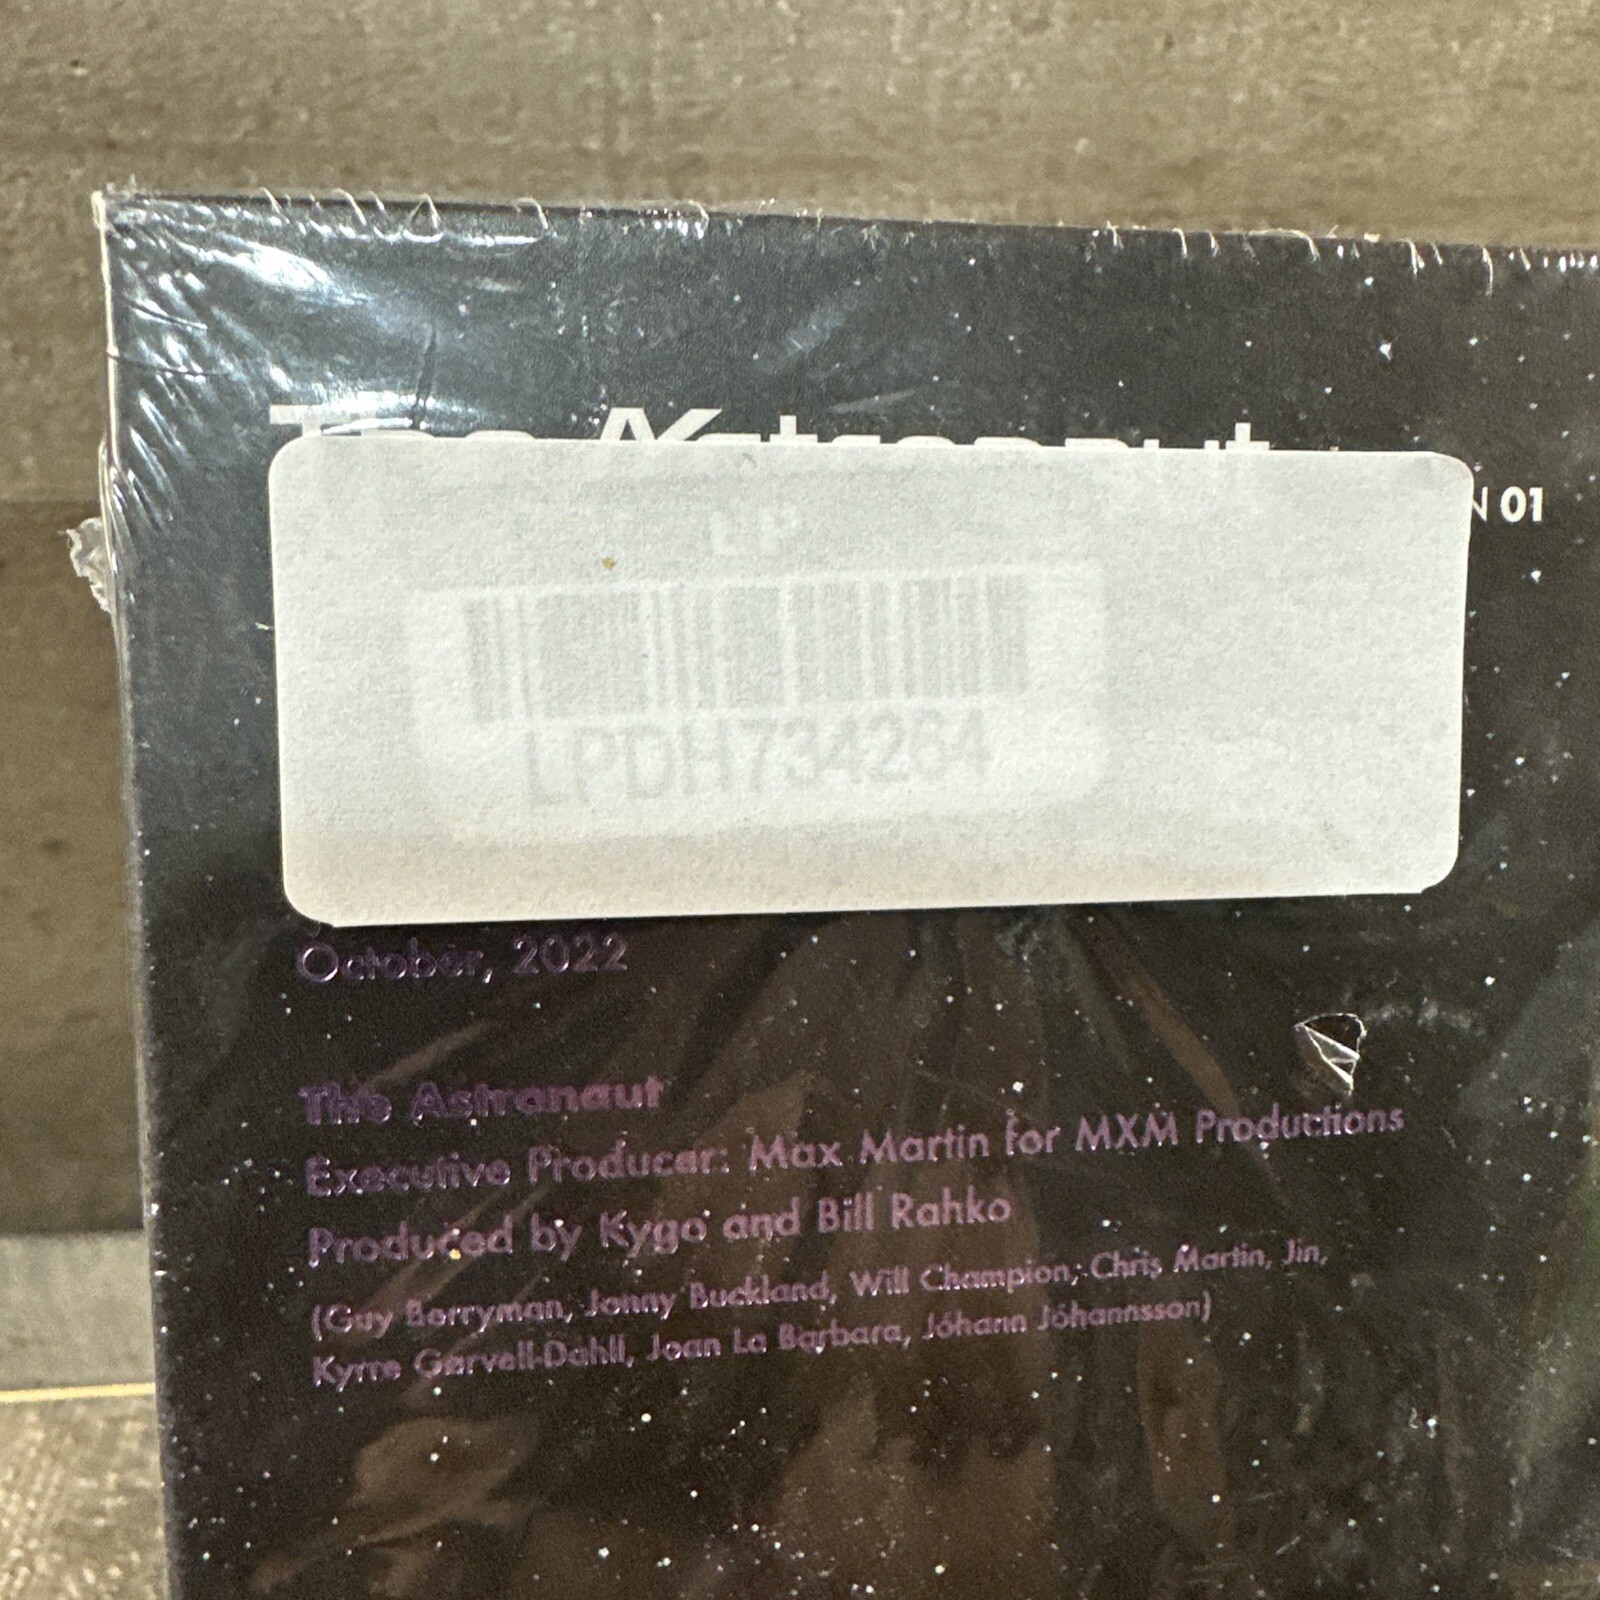 The Astronaut
N 01
LP
LPDH734264
October, 2022
The Astronaut
Executive Producer: Max Martin for MXM Productions
Produced by Kygo and Bill Rahko
(Guy Berryman, Jonny Buckland, Will Champion, Chris Martin, Jin,
Kyrre Gørvell-Dahll, Joan La Barbara, Jóhann Jóhannsson)